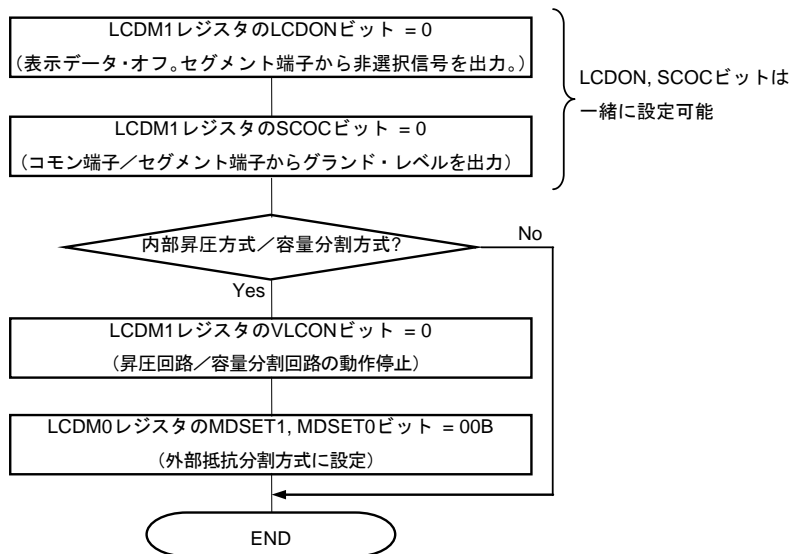 LCDM1レジスタのLCDONビット = 0
(表示データ・オフ。セグメント端子から非選択信号を出力。)
LCDON, SCOCビットは
一緒に設定可能
LCDM1レジスタのSCOCビット = 0
(コモン端子／セグメント端子からグランド・レベルを出力)
内部昇圧方式／容量分割方式?
No
Yes
LCDM1レジスタのVLCONビット = 0
(昇圧回路／容量分割回路の動作停止)
LCDM0レジスタのMDSET1, MDSET0ビット = 00B
(外部抵抗分割方式に設定)
END